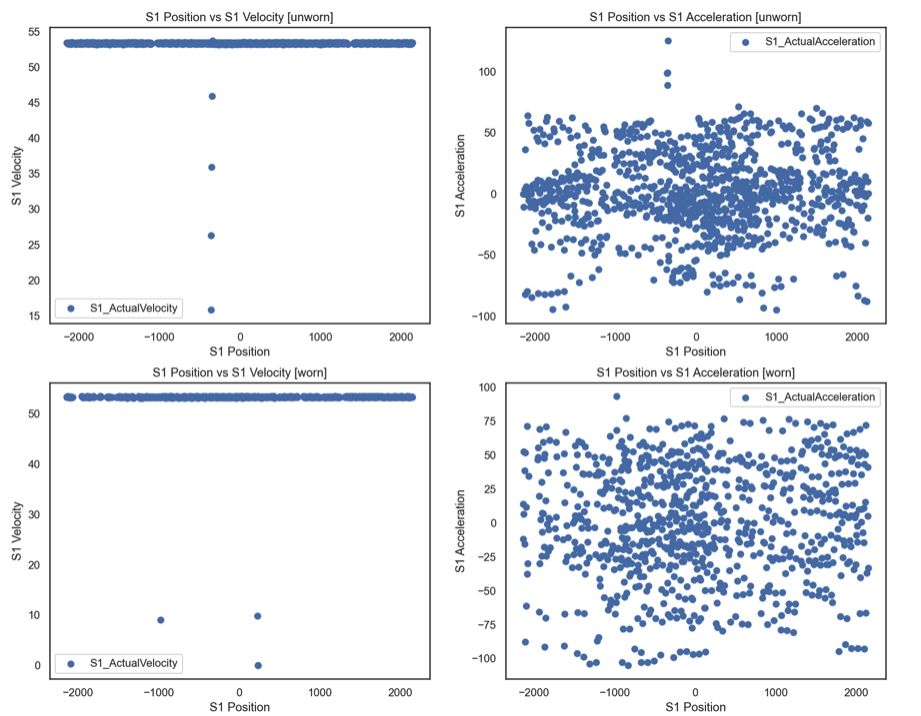 S1 Position vs S1 Velocity [unworn]
55
50
45
40
35
30
25
20
15
S1 Velocity
S1_ActualVelocity
−2000 −1000 0 1000 2000
S1 Position
S1 Position vs S1 Acceleration [unworn]
S1_ActualAcceleration
100
50
0
−50
−100
S1 Acceleration
−2000 −1000 0 1000 2000
S1 Position
S1 Position vs S1 Velocity [worn]
50
40
30
20
10
0
S1 Velocity
S1_ActualVelocity
−2000 −1000 0 1000 2000
S1 Position
S1 Position vs S1 Acceleration [worn]
S1_ActualAcceleration
100
75
50
25
0
−25
−50
−75
−100
S1 Acceleration
−2000 −1000 0 1000 2000
S1 Position